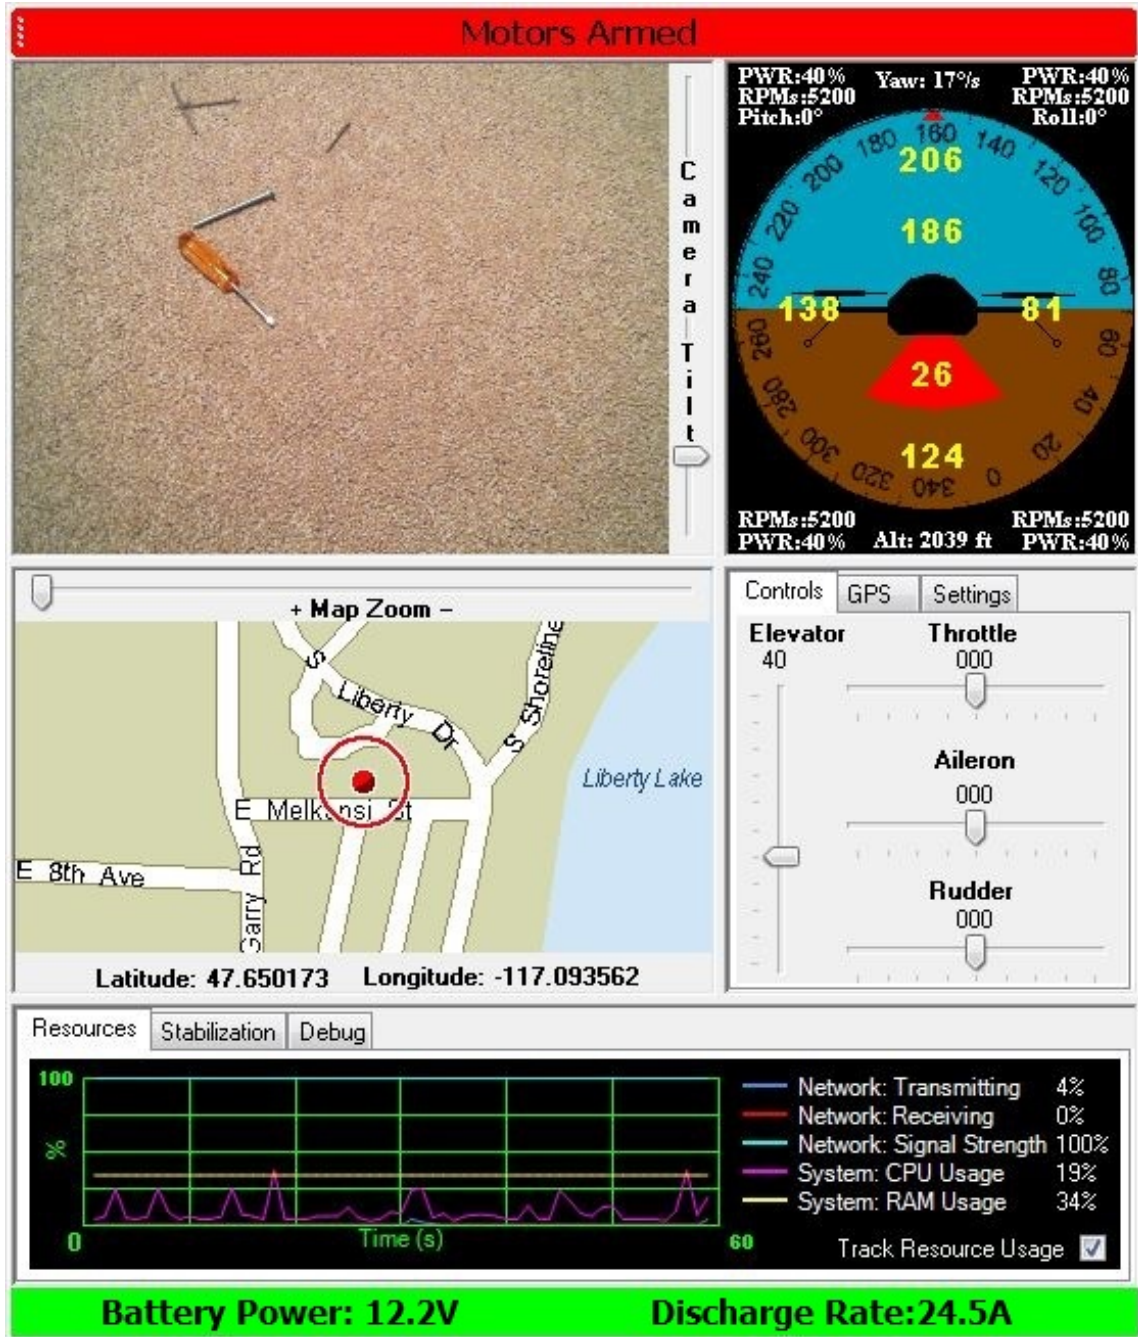 Motors Armed
Camera Tilt
PWR:40% Yaw: 17°/s PWR:40%
RPMs:5200 RPMs:5200
Pitch:0° Roll:0°
200 180 160 140 120
220 100
240 80
260 60
280 40
300 20
320 340 0
206
186
138 81
26
124
RPMs:5200 RPMs:5200
PWR:40% Alt: 2039 ft PWR:40%
+ Map Zoom –
S Liberty Dr
S Shoreline
Liberty Lake
E Melkansi St
E 8th Ave
Garry Rd
Latitude: 47.650173 Longitude: -117.093562
Controls GPS Settings
Elevator Throttle
40 000
Aileron
000
Rudder
000
Resources Stabilization Debug
100
%
0 Time (s) 60
Network: Transmitting 4%
Network: Receiving 0%
Network: Signal Strength 100%
System: CPU Usage 19%
System: RAM Usage 34%
Track Resource Usage
Battery Power: 12.2V Discharge Rate:24.5A